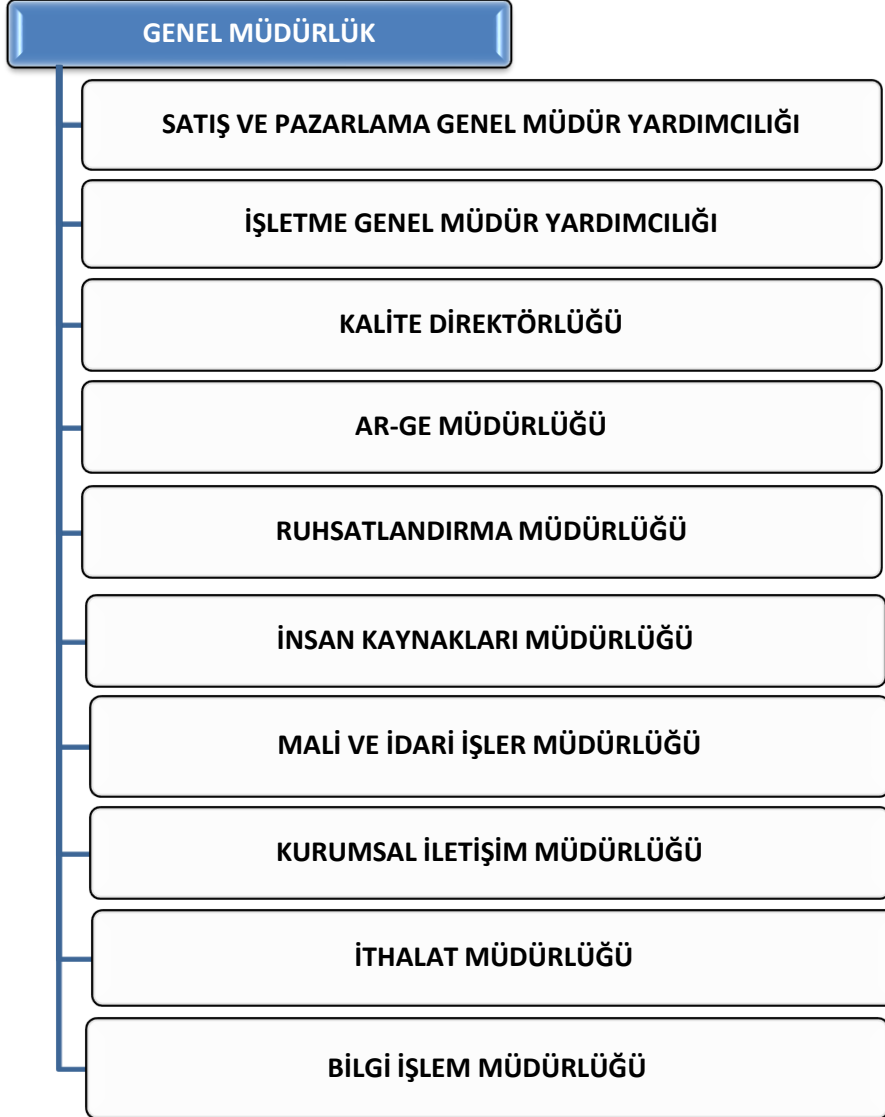 GENEL MÜDÜRLÜK
SATIŞ VE PAZARLAMA GENEL MÜDÜR YARDIMCILIĞI
İŞLETME GENEL MÜDÜR YARDIMCILIĞI
KALİTE DİREKTÖRLÜĞÜ
AR-GE MÜDÜRLÜĞÜ
RUHSATLANDIRMA MÜDÜRLÜĞÜ
İNSAN KAYNAKLARI MÜDÜRLÜĞÜ
MALİ VE İDARİ İŞLER MÜDÜRLÜĞÜ
KURUMSAL İLETİŞİM MÜDÜRLÜĞÜ
İTHALAT MÜDÜRLÜĞÜ
BİLGİ İŞLEM MÜDÜRLÜĞÜ